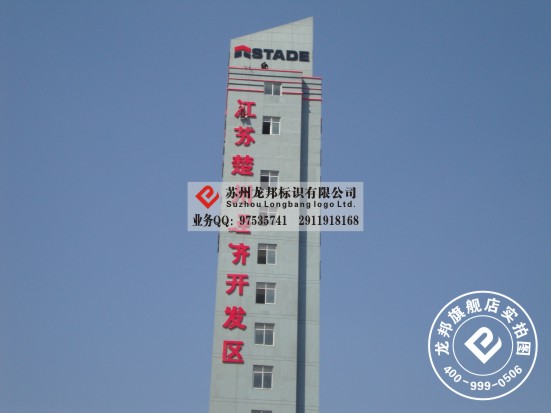 STADE
江苏楚
济开发区
苏州龙邦标识有限公司
Suzhou Longbang logo Ltd.
业务QQ: 97535741 2911918168
龙邦旗舰店实拍图
400-999-0506